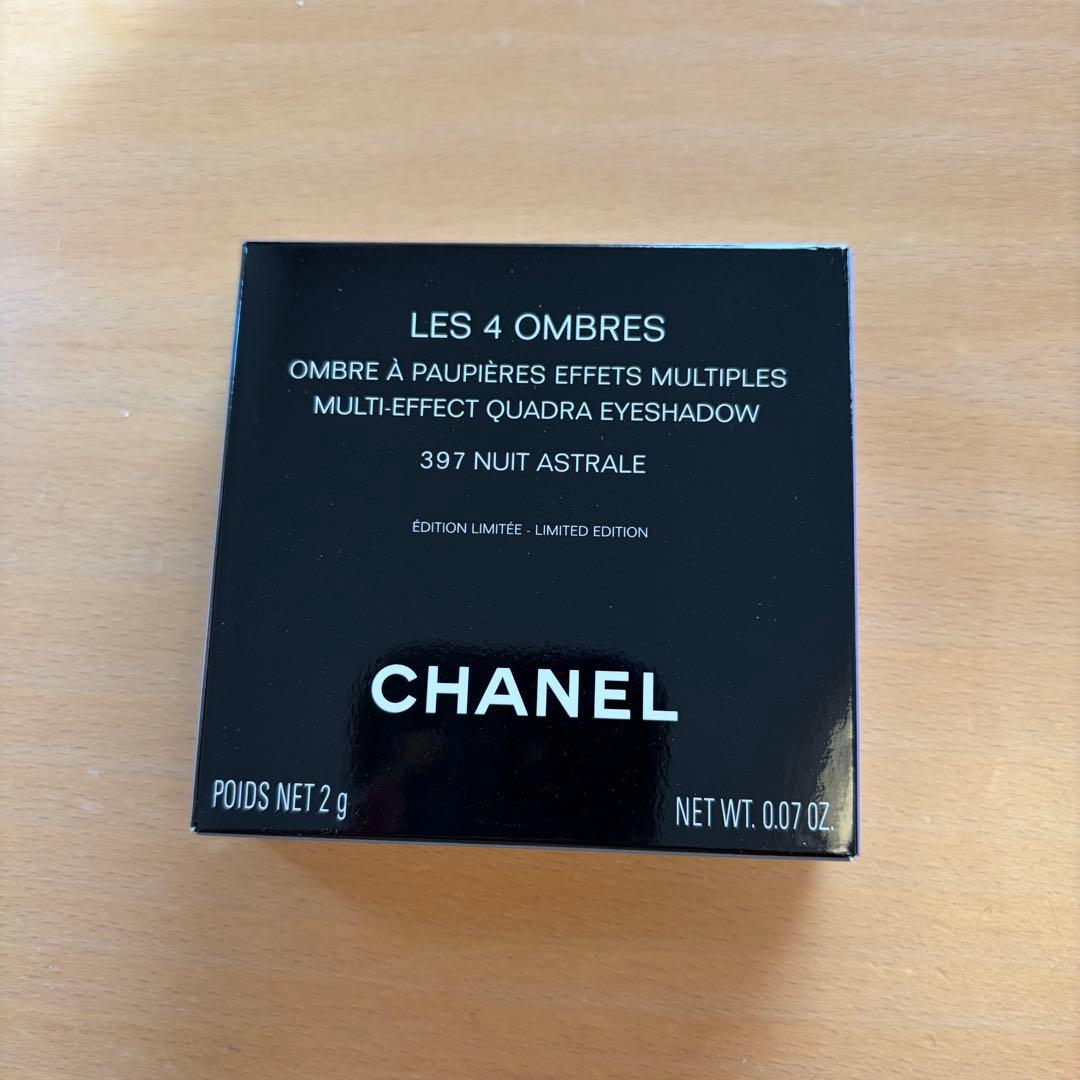 LES 4 OMBRES
OMBRE À PAUPIÈRES EFFETS MULTIPLES
MULTI-EFFECT QUADRA EYESHADOW
397 NUIT ASTRALE
ÉDITION LIMITÉE - LIMITED EDITION
CHANEL
POIDS NET 2 g
NET WT. 0.07 OZ.